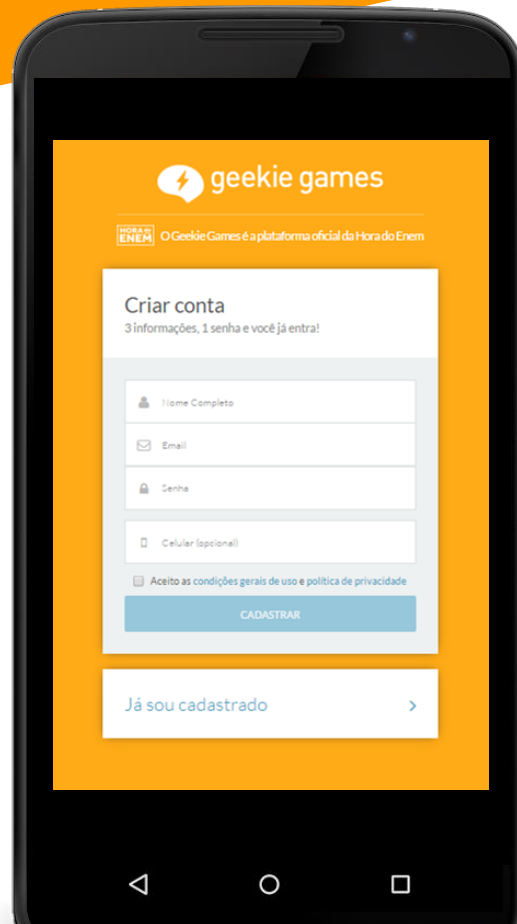 geekie games
HORA do ENEM O Geekie Games é a plataforma oficial da Hora do Enem
Criar conta
3 informações, 1 senha e você já entra!
Nome Completo
Email
Senha
Celular (opcional)
Aceito as condições gerais de uso e política de privacidade
CADASTRAR
Já sou cadastrado